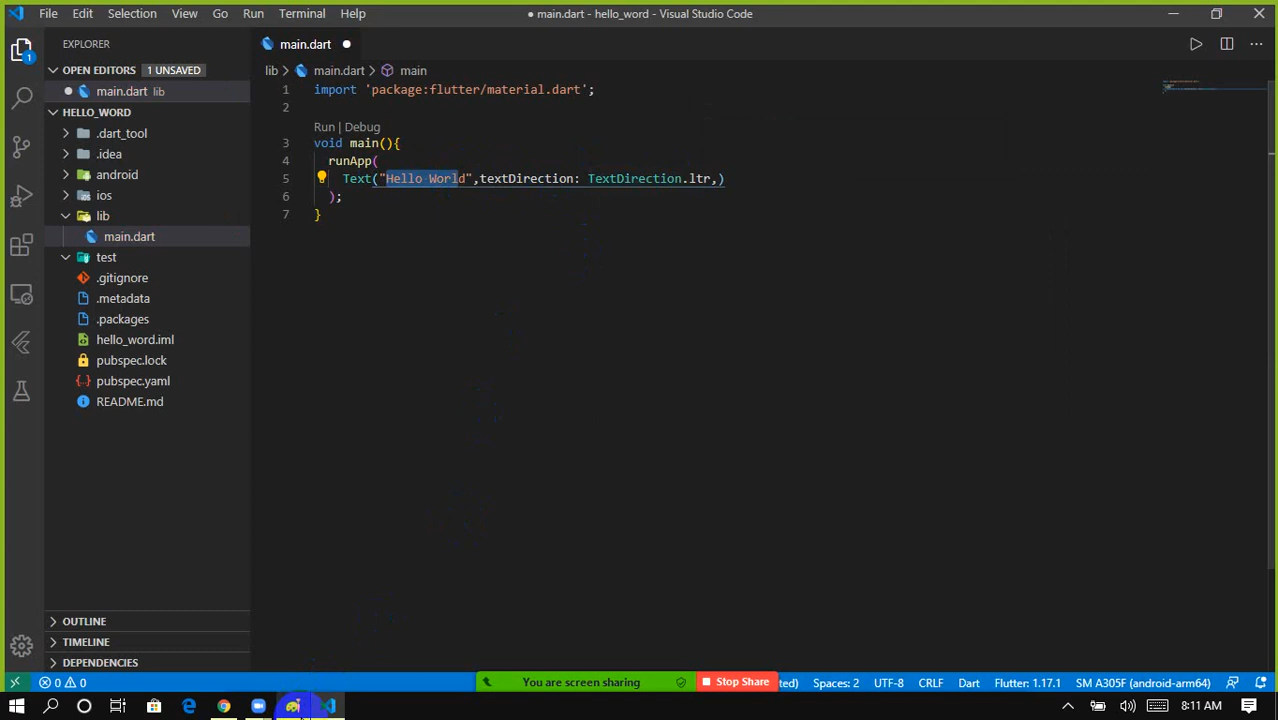 File Edit Selection View Go Run Terminal Help
● main.dart - hello_word - Visual Studio Code
EXPLORER
main.dart
OPEN EDITORS 1 UNSAVED
main.dart lib
lib > main.dart > main
1
HELLO_WORD
.dart_tool
.idea
android
ios
lib
main.dart
test
.gitignore
.metadata
.packages
hello_word.iml
pubspec.lock
pubspec.yaml
README.md
OUTLINE
TIMELINE
DEPENDENCIES
1 import 'package:flutter/material.dart';
2
Run | Debug
3 void main(){
4 runApp(
5 Text("Hello World",textDirection: TextDirection.ltr,)
6 );
7 }
0 0
You are screen sharing
Stop Share
ted) Spaces: 2 UTF-8 CRLF Dart Flutter: 1.17.1 SM A305F (android-arm64)
8:11 AM